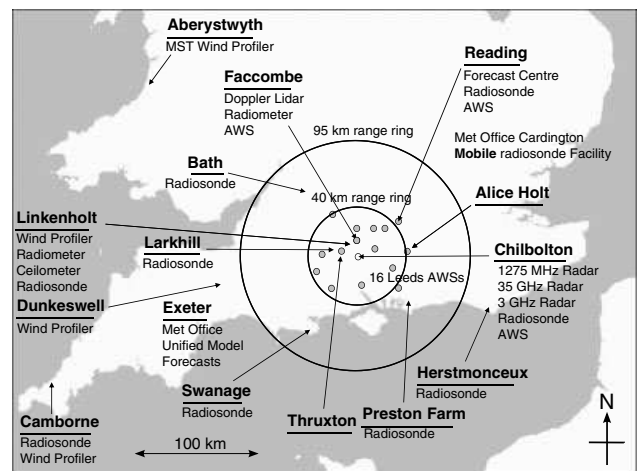 Aberystwyth
MST Wind Profiler
Faccombe
Doppler Lidar
Radiometer
AWS
Reading
Forecast Centre
Radiosonde
AWS
Met Office Cardington
Mobile radiosonde Facility
95 km range ring
Bath
Radiosonde
40 km range ring
Alice Holt
Linkenholt
Wind Profiler
Radiometer
Ceilometer
Radiosonde
Larkhill
Radiosonde
Chilbolton
1275 MHz Radar
35 GHz Radar
3 GHz Radar
Radiosonde
AWS
16 Leeds AWSs
Dunkeswell
Wind Profiler
Exeter
Met Office
Unified Model
Forecasts
Herstmonceux
Radiosonde
Swanage
Radiosonde
Thruxton
Preston Farm
Radiosonde
Camborne
Radiosonde
Wind Profiler
100 km
N